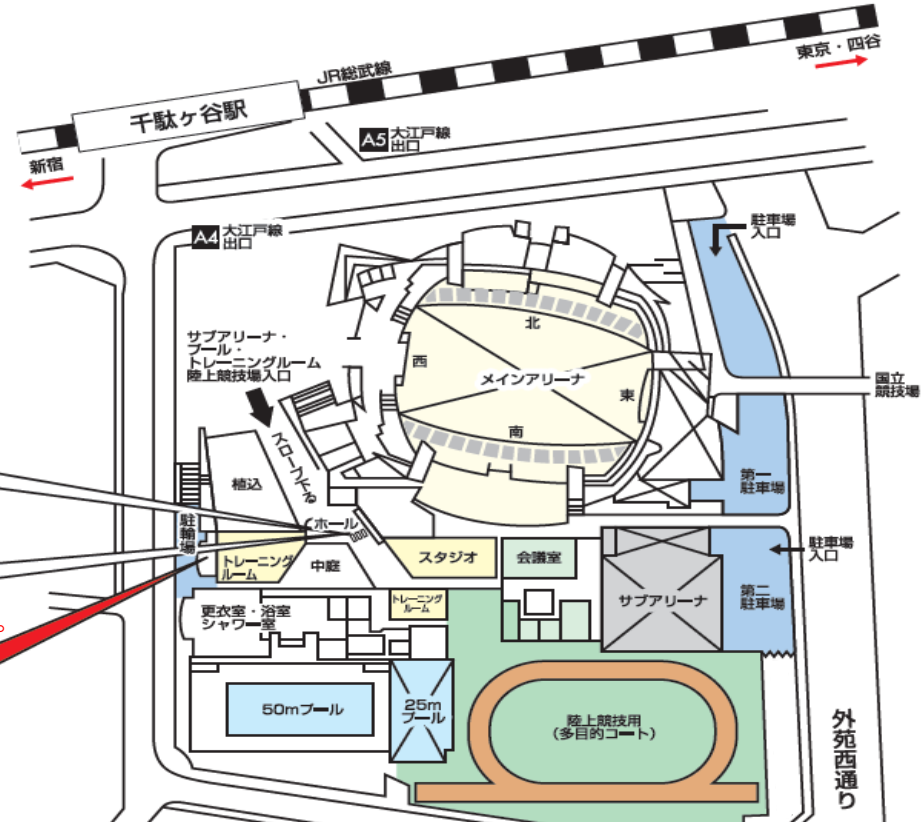 東京・四谷
JR総武線
千駄ヶ谷駅
新宿
A5 大江戸線
出口
A4 大江戸線
出口
駐車場
入口
サブアリーナ・
プール・
トレーニングルーム
陸上競技場入口
北
西
メインアリーナ
東
南
国立
競技場
スロープ下る
植込
第一
駐車場
ホール
駐輪場
トレーニング
ルーム
中庭
スタジオ
会議室
駐車場
入口
サブアリーナ
第二
駐車場
トレーニング
ルーム
更衣室・浴室
シャワー室
50mプール
25m
プール
陸上競技用
(多目的コート)
外苑西通り
。